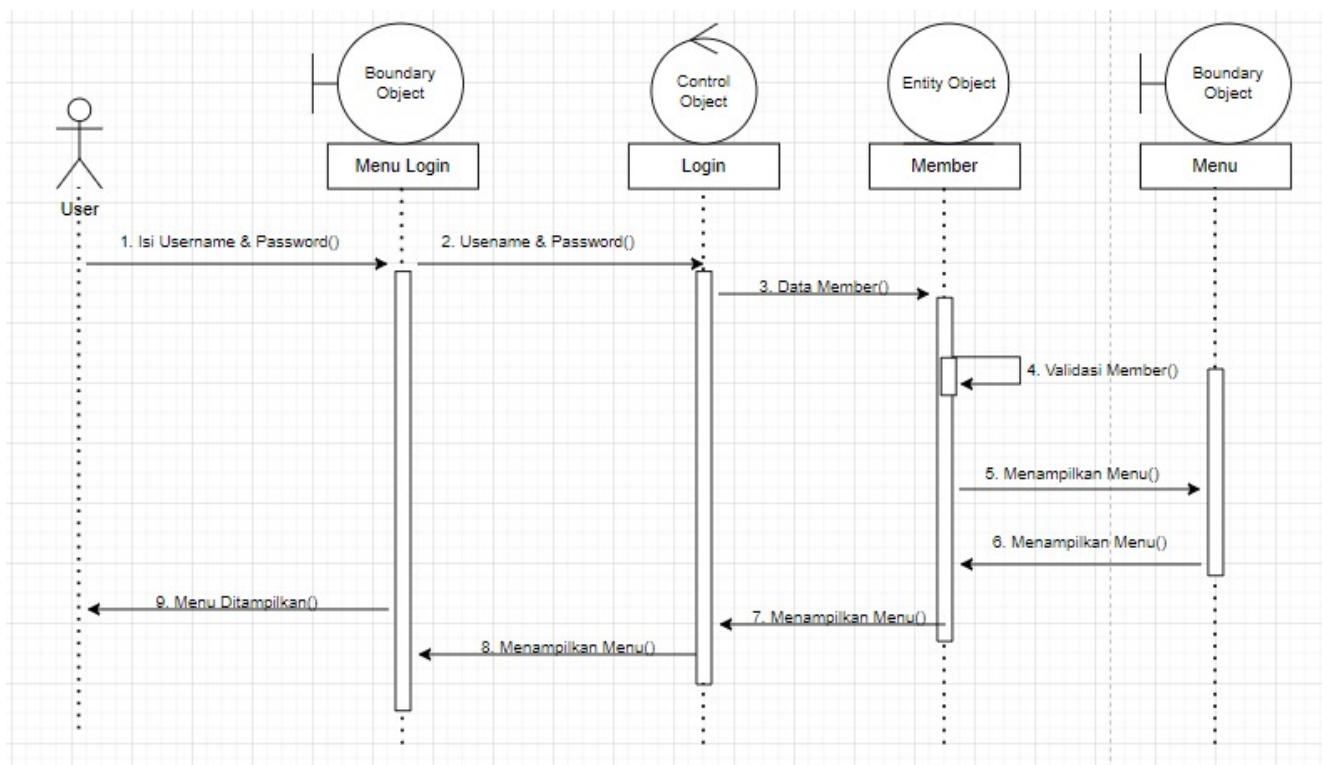 Boundary
Object
Control
Object
Entity Object
Boundary
Object
Menu Login
Login
Member
Menu
User
1. Isi Username & Password()
2. Usename & Password()
3. Data Member()
4. Validasi Member()
5. Menampilkan Menu()
6. Menampilkan Menu()
9. Menu Ditampilkan()
7. Menampilkan Menu()
8. Menampilkan Menu()